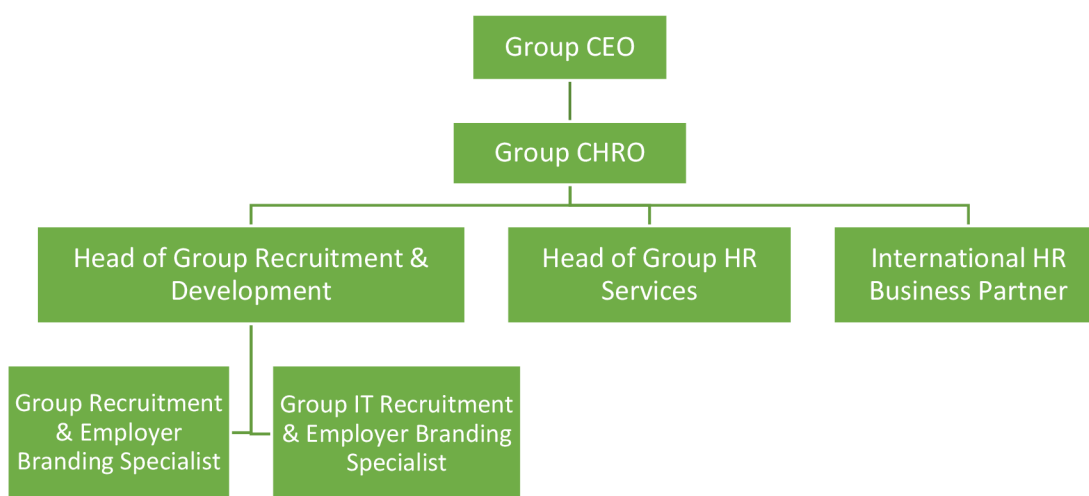 Group CEO
Group CHRO
Head of Group Recruitment &
Development
Head of Group HR
Services
International HR
Business Partner
Group Recruitment
& Employer
Branding Specialist
Group IT Recruitment
& Employer Branding
Specialist